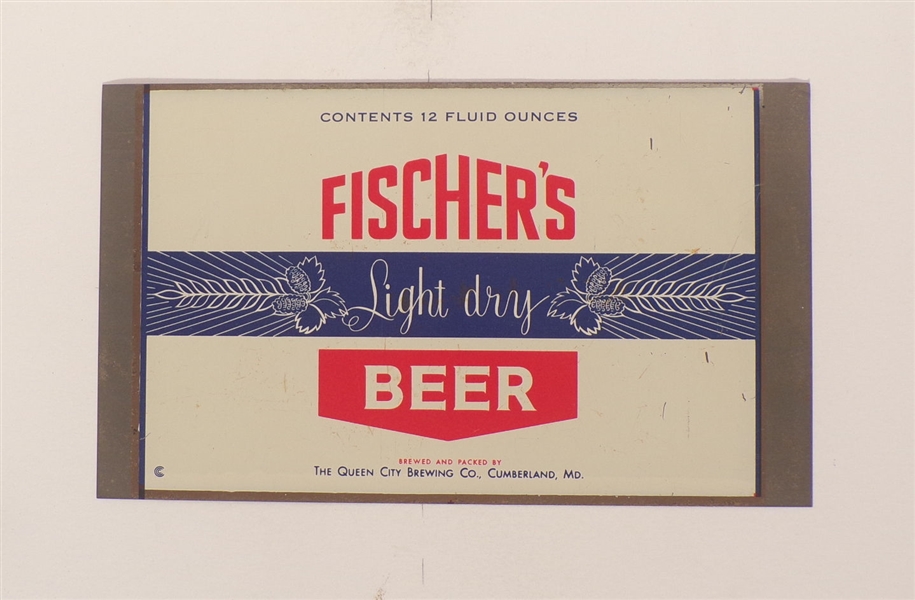 CONTENTS 12 FLUID OUNCES
FISCHER'S
Light dry
BEER
BREWED AND PACKED BY
THE QUEEN CITY BREWING CO., CUMBERLAND, MD.